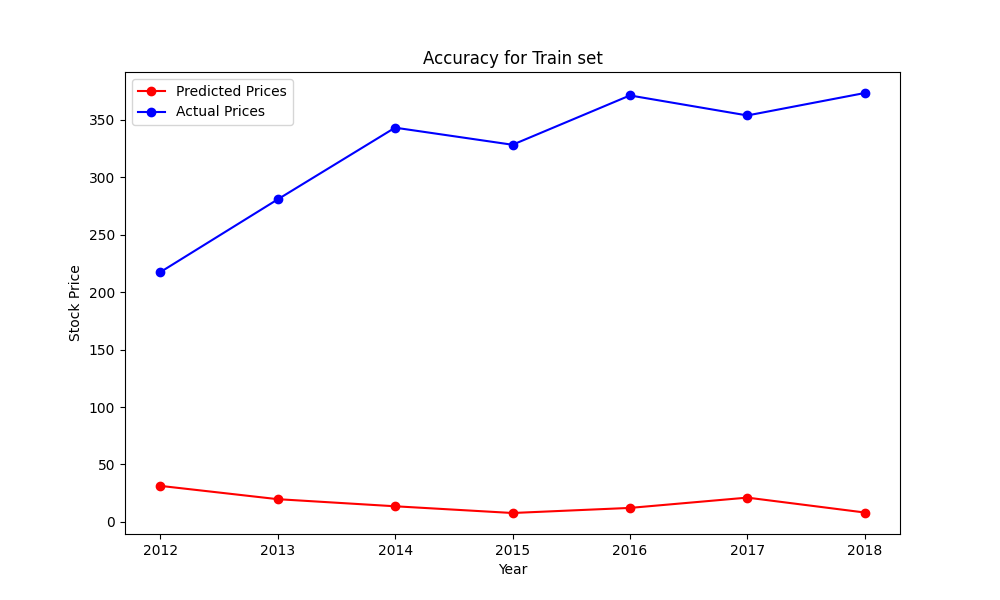 Accuracy for Train set
Predicted Prices
Actual Prices
350
300
250
200
150
100
50
0
Stock Price
2012 2013 2014 2015 2016 2017 2018
Year